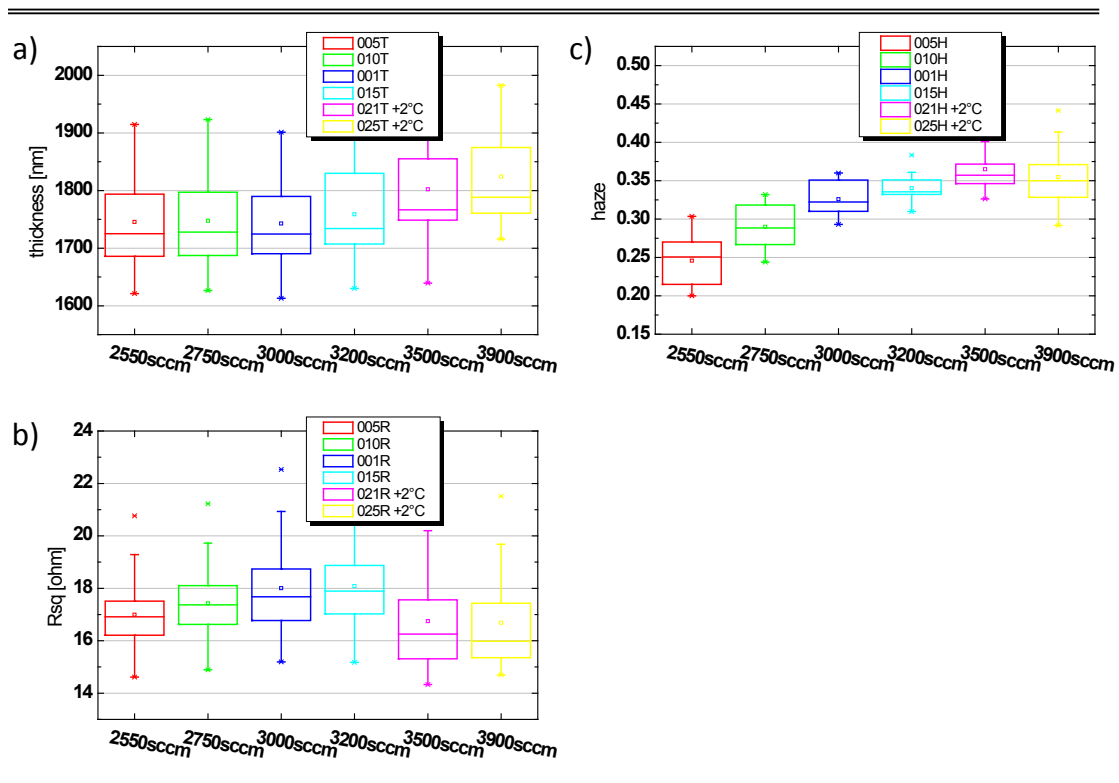 a)
005T
010T
001T
015T
021T +2°C
025T +2°C
2000
1900
1800
1700
1600
thickness [nm]
2550sccm 2750sccm 3000sccm 3200sccm 3500sccm 3900sccm
c)
005H
010H
001H
015H
021H +2°C
025H +2°C
0.50
0.45
0.40
0.35
0.30
0.25
0.20
0.15
haze
2550sccm 2750sccm 3000sccm 3200sccm 3500sccm 3900sccm
b)
005R
010R
001R
015R
021R +2°C
025R +2°C
24
22
20
18
16
14
Rsq [ohm]
2550sccm 2750sccm 3000sccm 3200sccm 3500sccm 3900sccm